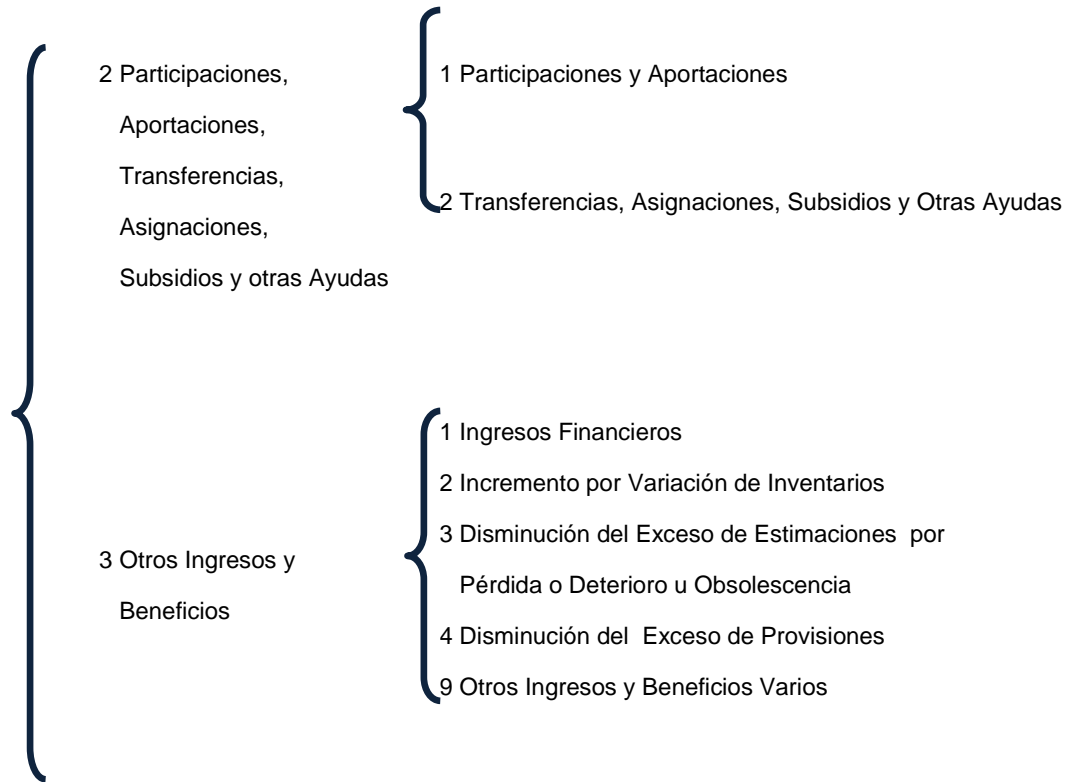 2 Participaciones,
Aportaciones,
Transferencias,
Asignaciones,
Subsidios y otras Ayudas
1 Participaciones y Aportaciones
2 Transferencias, Asignaciones, Subsidios y Otras Ayudas
3 Otros Ingresos y
Beneficios
1 Ingresos Financieros
2 Incremento por Variación de Inventarios
3 Disminución del Exceso de Estimaciones por
Pérdida o Deterioro u Obsolescencia
4 Disminución del Exceso de Provisiones
9 Otros Ingresos y Beneficios Varios